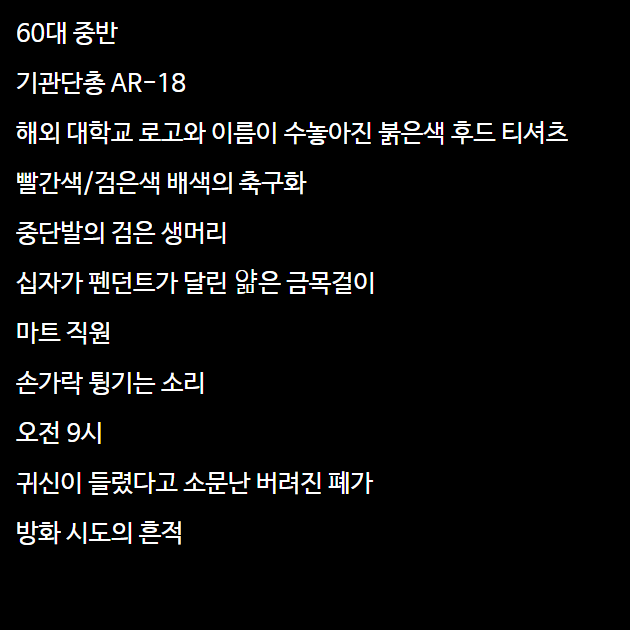 60대 중반
기관단총 AR-18
해외 대학교 로고와 이름이 수놓아진 붉은색 후드 티셔츠
빨간색/검은색 배색의 축구화
중단발의 검은 생머리
십자가 펜던트가 달린 얆은 금목걸이
마트 직원
손가락 튕기는 소리
오전 9시
귀신이 들렸다고 소문난 버려진 폐가
방화 시도의 흔적